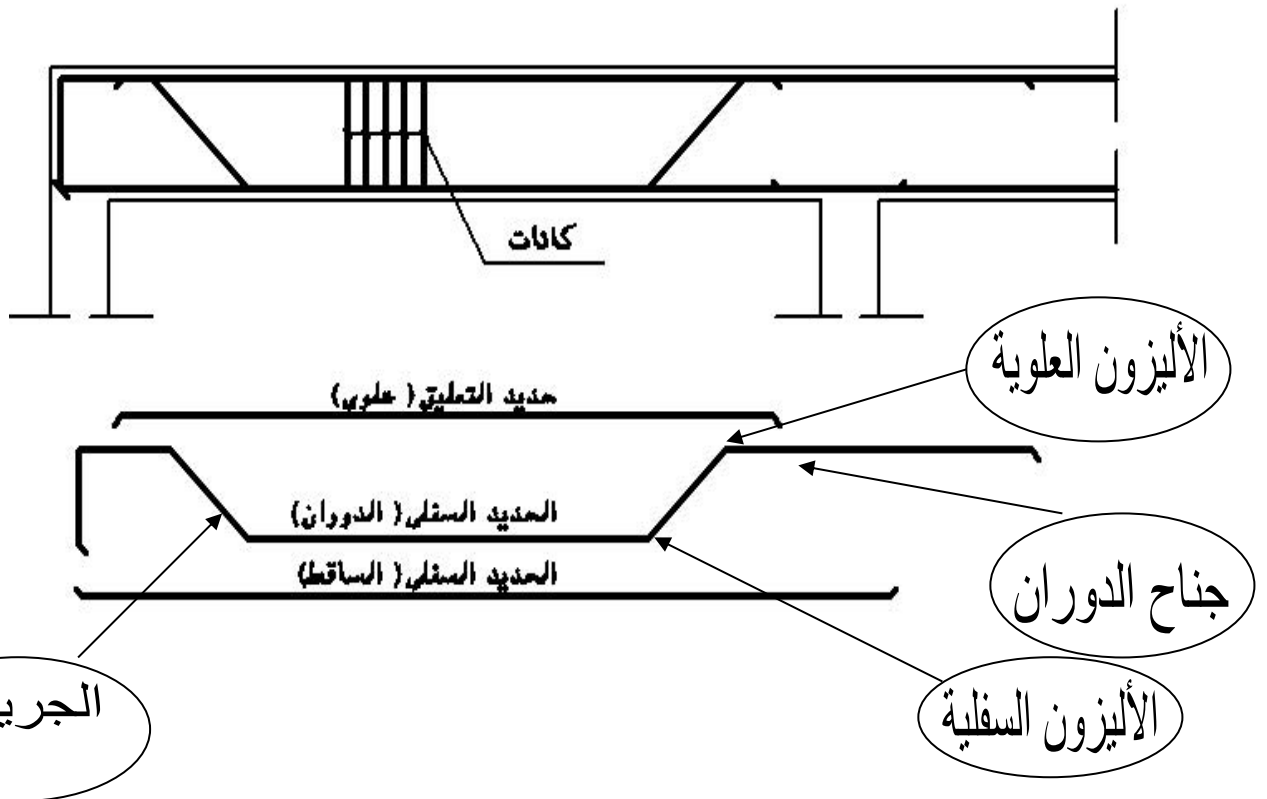 كانات
الأليزون العلوية
حديد التعليق( علوي)
الحديد السفلي( الدوران)
جناح الدوران
الحديد السفلي( الساقط)
الأليزون السفلية